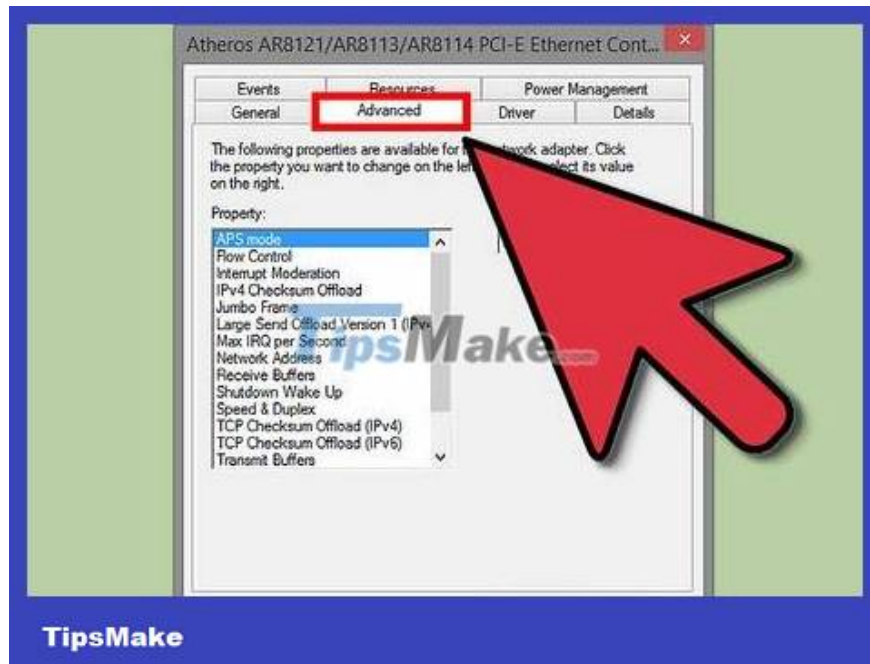 Atheros AR8121/AR8113/AR8114 PCI-E Ethernet Cont...
Events Resources Power Management
General Advanced Driver Details
The following properties are available for network adapter. Click
the property you want to change on the select its value
on the right.
Property:
APS mode
Flow Control
Interrupt Moderation
IPv4 Checksum Offload
Jumbo Frame
Large Send Offload Version 1 (IPv
Max IRQ per Second
Network Address
Receive Buffers
Shutdown Wake Up
Speed & Duplex
TCP Checksum Offload (IPv4)
TCP Checksum Offload (IPv6)
Transmit Buffers
TipsMake.com
TipsMake